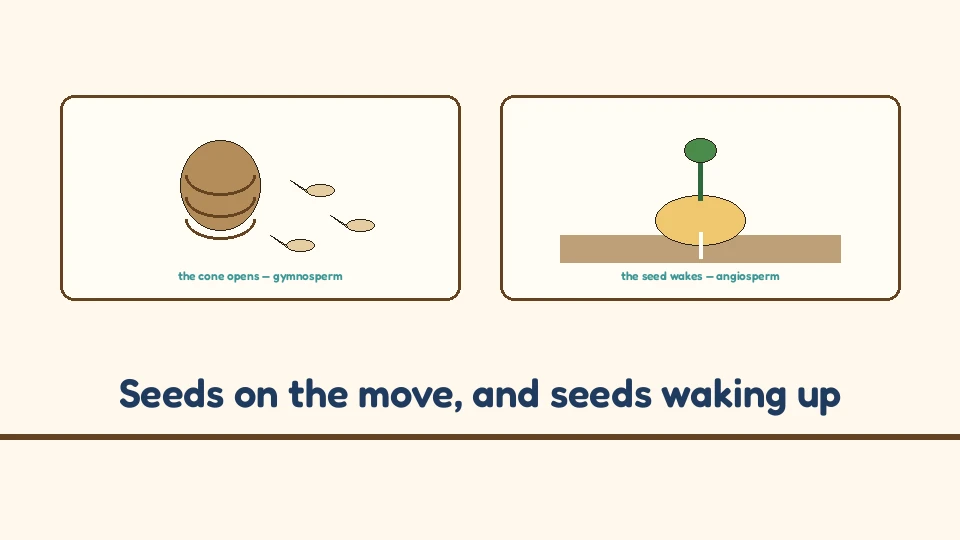 the cone opens – gymnosperm
the seed wakes – angiosperm
Seeds on the move, and seeds waking up